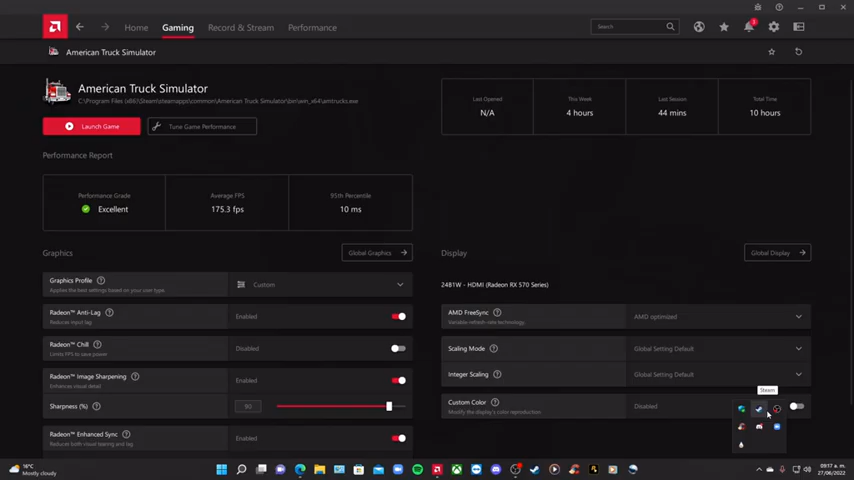 Home
Gaming
Record & Stream
Performance
Search
American Truck Simulator
American Truck Simulator
C:\Program Files (x86)\Steam\steamapps\common\American Truck Simulator\bin\win_x64\amtrucks.exe
Launch Game
Tune Game Performance
Last Opened
N/A
This Week
4 hours
Last Session
44 mins
Total Time
10 hours
Performance Report
Performance Grade
Excellent
Average FPS
175.3 fps
95th Percentile
10 ms
Graphics
Global Graphics
Graphics Profile
Applies the best settings based on your user type.
Custom
Radeon™ Anti-Lag
Reduces input lag
Enabled
Radeon™ Chill
Limits FPS to save power
Disabled
Radeon™ Image Sharpening
Enhances visual detail
Enabled
Sharpness (%)
90
Radeon™ Enhanced Sync
Reduces both visual tearing and lag
Enabled
Display
Global Display
24B1W - HDMI (Radeon RX 570 Series)
AMD FreeSync
Variable refresh rate technology.
AMD optimized
Scaling Mode
Global Setting Default
Integer Scaling
Global Setting Default
Custom Color
Modify the display's color reproduction
Disabled
Steam
16°C
Mostly cloudy
09:17 a. m.
27/06/2022